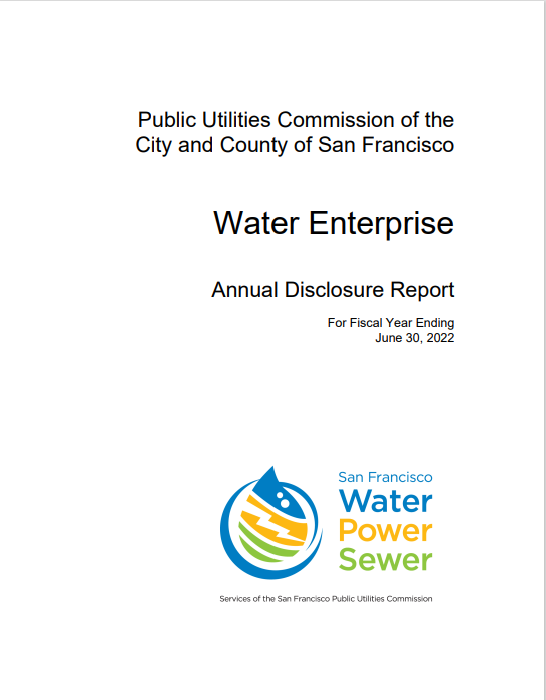 Public Utilities Commission of the
City and County of San Francisco
Water Enterprise
Annual Disclosure Report
For Fiscal Year Ending
June 30, 2022
San Francisco
Water
Power
Sewer
Services of the San Francisco Public Utilities Commission